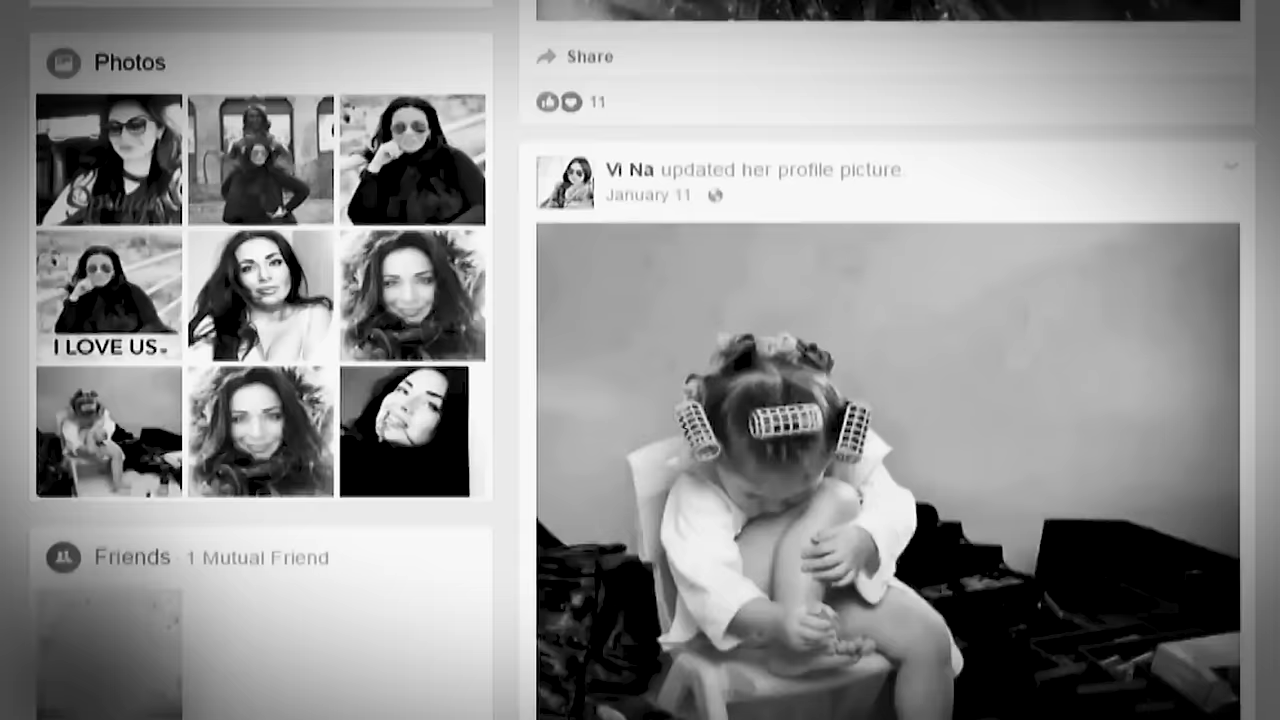 Photos
I LOVE US.
Friends · 1 Mutual Friend
Share
11
Vi Na updated her profile picture.
January 11